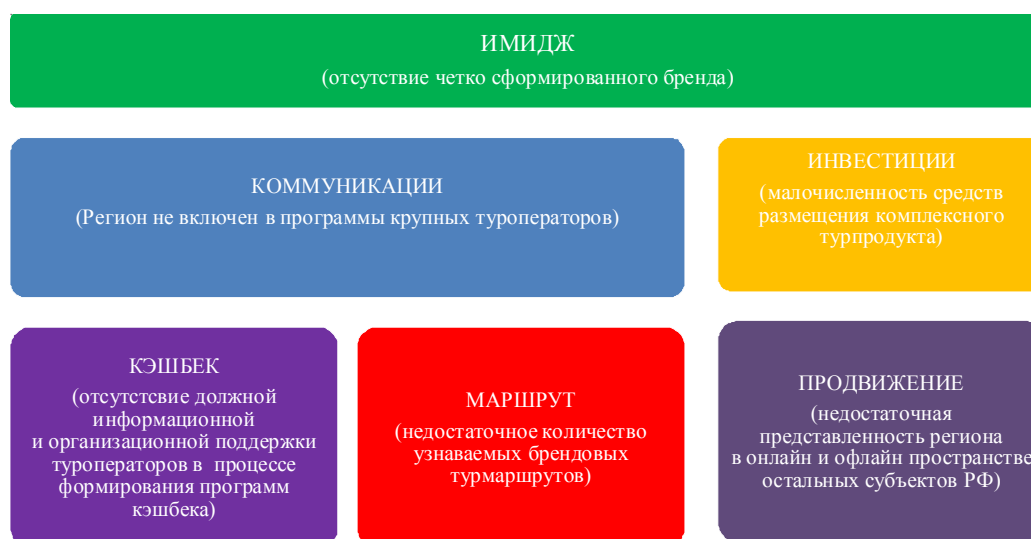 ИМИДЖ
(отсутствие четко сформированного бренда)
КОММУНИКАЦИИ
(Регион не включен в программы крупных туроператоров)
ИНВЕСТИЦИИ
(малочисленность средств
размещения комплексного
турпродукта)
КЭШБЕК
(отсутстсвие должной
информационной
и организационной поддержки
туроператоров в процессе
формирования программ
кэшбека)
МАРШРУТ
(недостаточное количество
узнаваемых брендовых
турмаршрутов)
ПРОДВИЖЕНИЕ
(недостаточная
представленность региона
в онлайн и офлайн пространстве
остальных субъектов РФ)